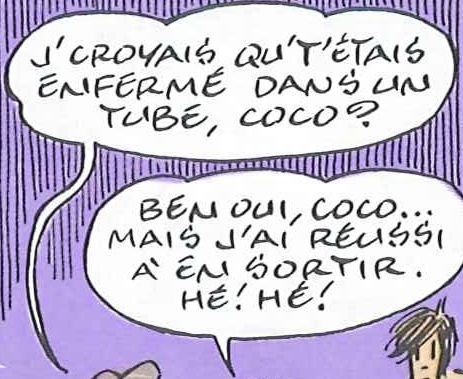 J'CROYAIS QU'T'ÉTAIS
ENFERMÉ DANS UN
TUBE, COCO?
BEN OUI, COCO...
MAIS J'AI RÉUSSI
À EN SORTIR.
HÉ! HÉ!